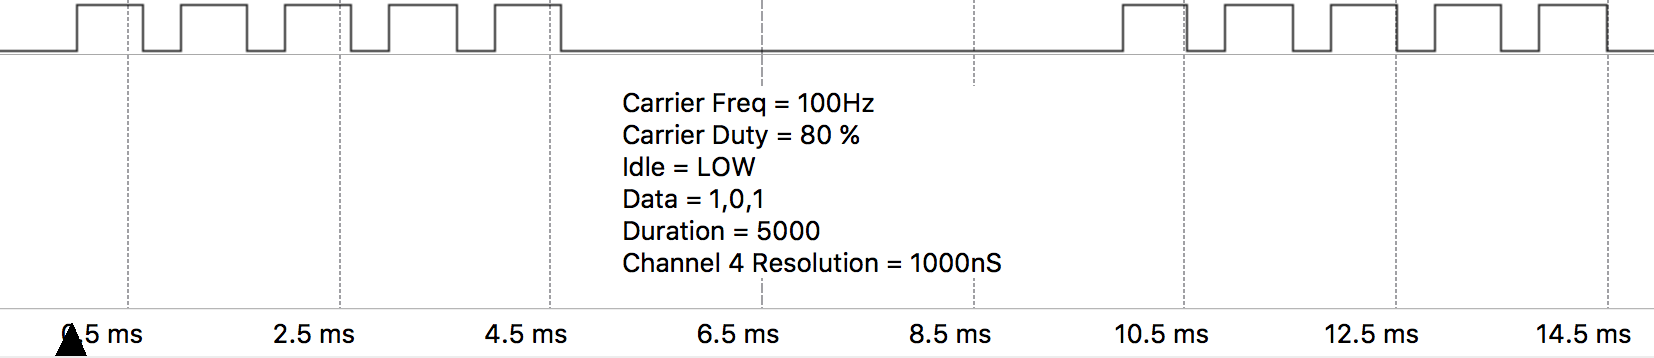 Carrier Freq = 100Hz
Carrier Duty = 80 %
Idle = LOW
Data = 1,0,1
Duration = 5000
Channel 4 Resolution = 1000nS
.5 ms 2.5 ms 4.5 ms 6.5 ms 8.5 ms 10.5 ms 12.5 ms 14.5 ms